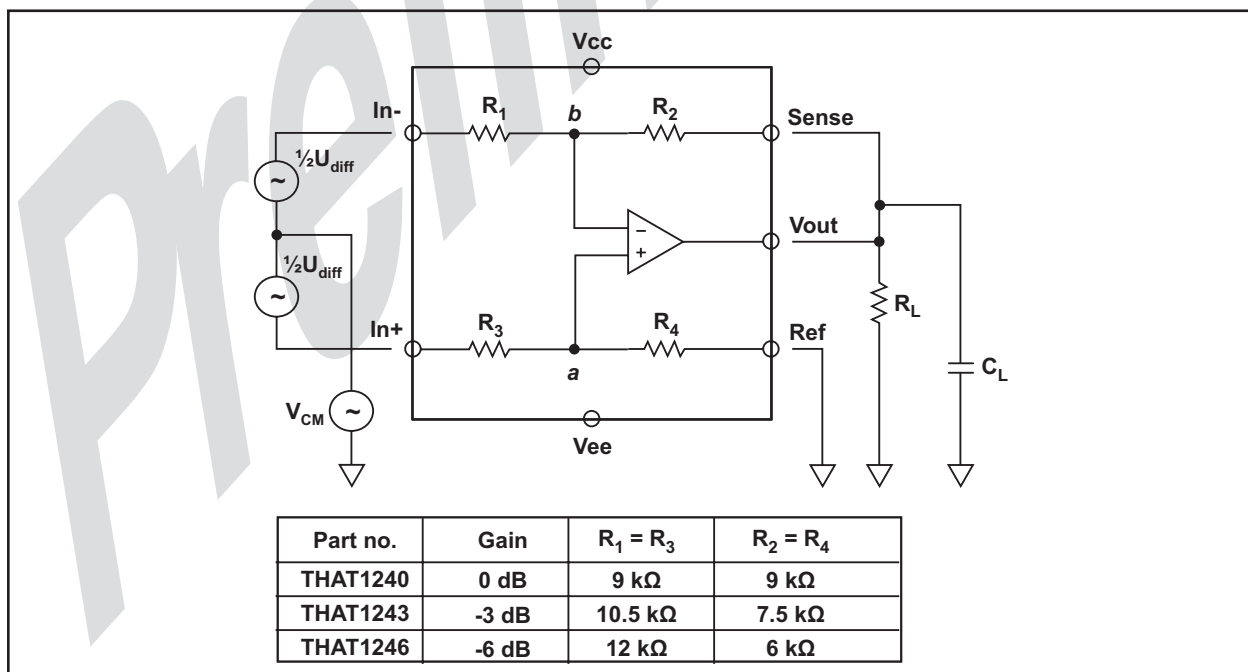 Preli
Vcc
In-
R1
b
R2
Sense
½Udiff
Vout
½Udiff
RL
In+
R3
a
R4
Ref
CL
VCM
Vee
Part no. Gain R1 = R3 R2 = R4
THAT1240 0 dB 9 kΩ 9 kΩ
THAT1243 -3 dB 10.5 kΩ 7.5 kΩ
THAT1246 -6 dB 12 kΩ 6 kΩ